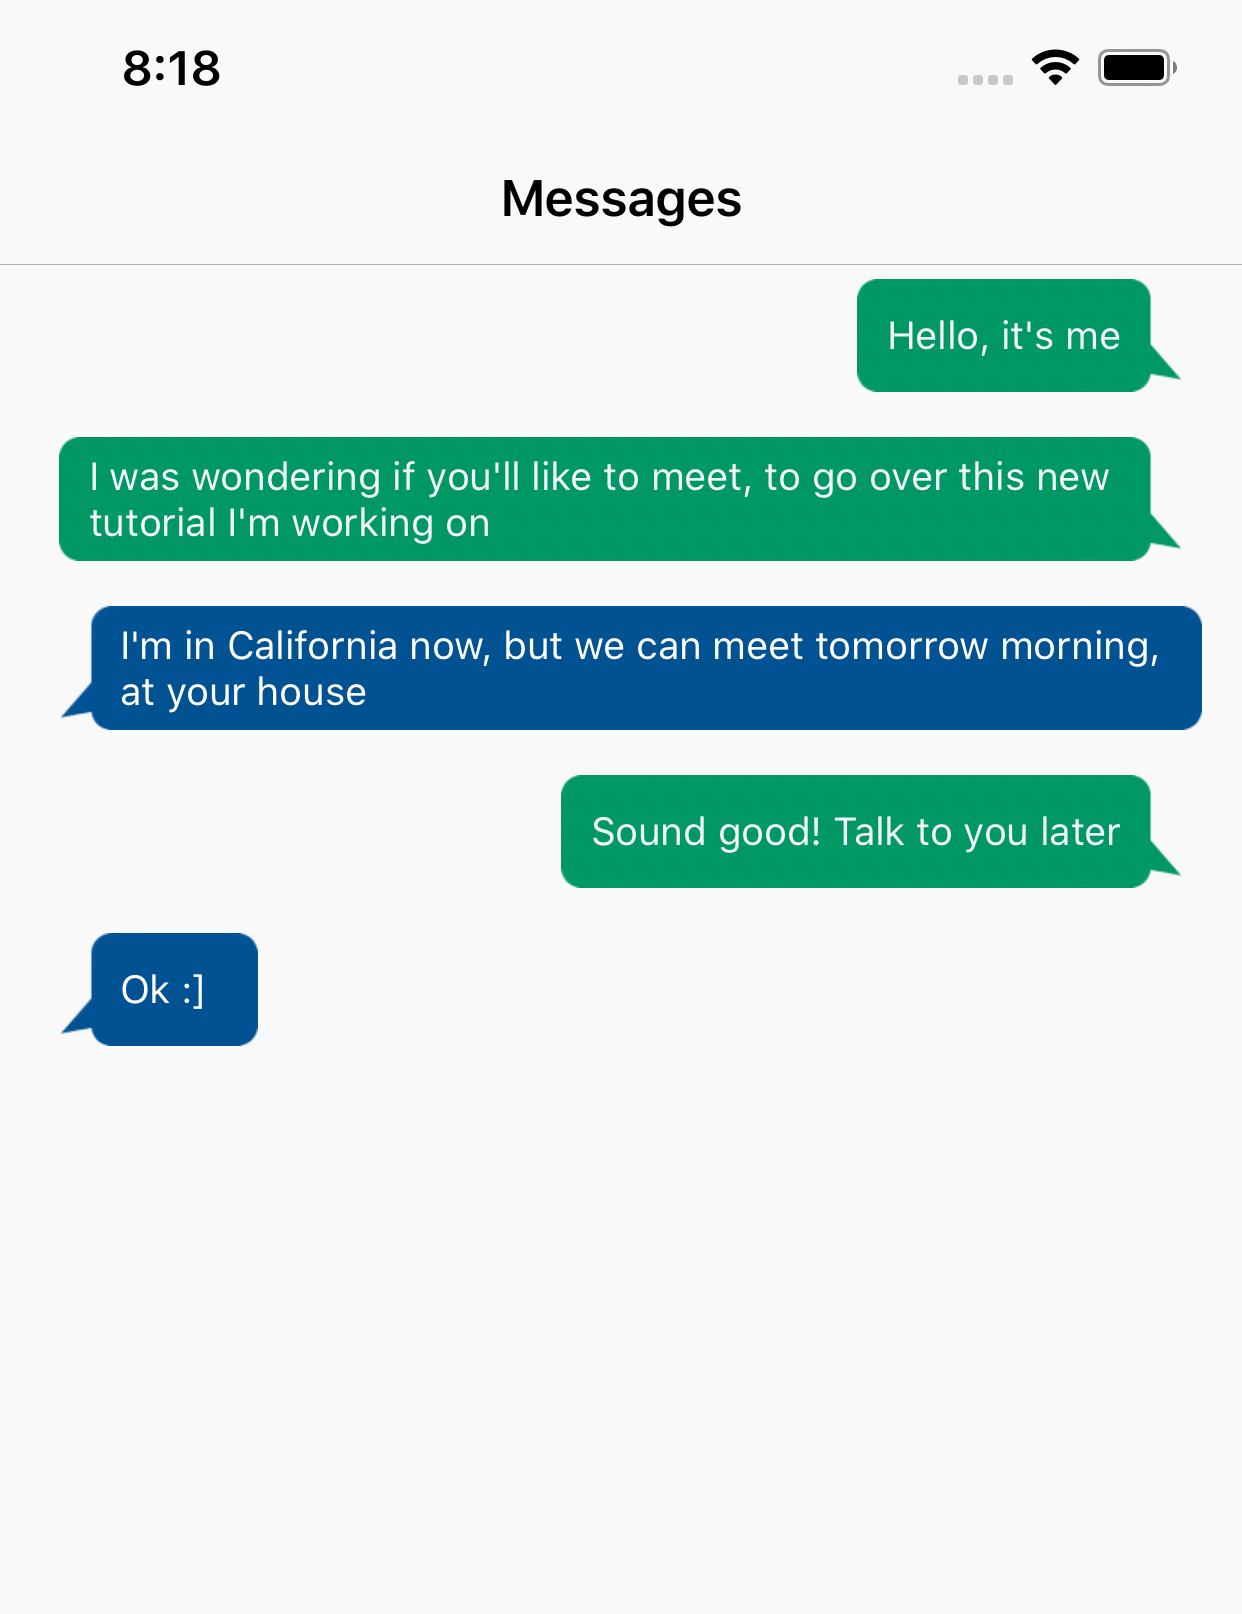 8:18
Messages
Hello, it's me
I was wondering if you'll like to meet, to go over this new
tutorial I'm working on
I'm in California now, but we can meet tomorrow morning,
at your house
Sound good! Talk to you later
Ok :]